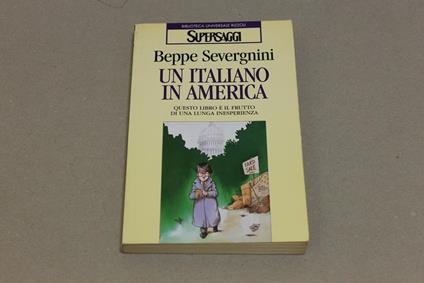 BIBLIOTECA UNIVERSALE RIZZOLI
SUPERSAGGI
Beppe Severgnini
UN ITALIANO
IN AMERICA
QUESTO LIBRO È IL FRUTTO
DI UNA LUNGA INESPERIENZA
YARD
SALE